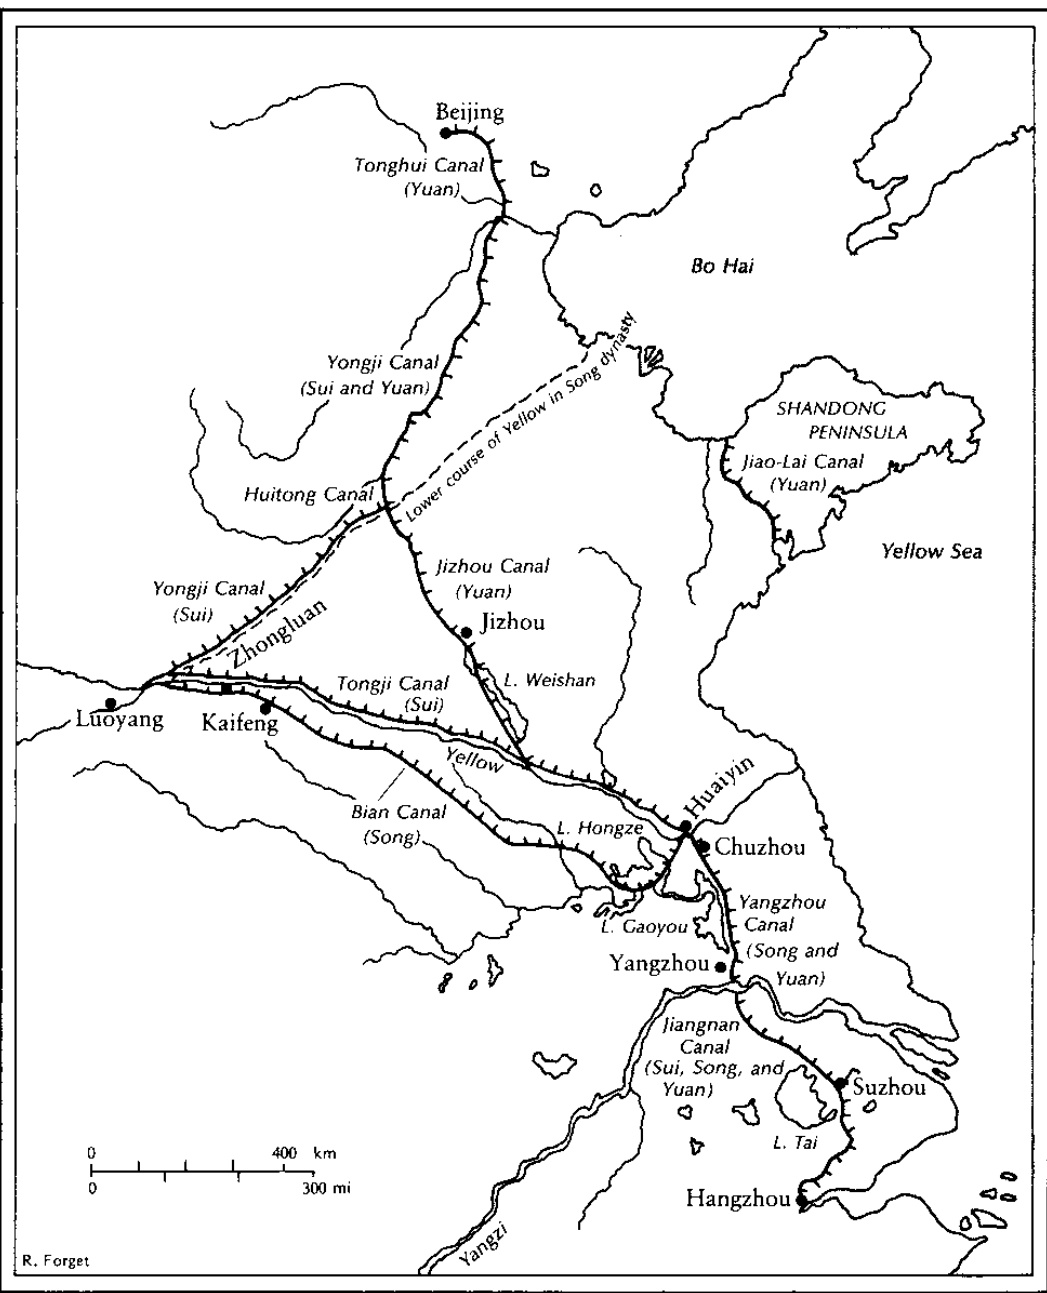 Beijing
Tonghui Canal
(Yuan)
Bo Hai
Yongji Canal
(Sui and Yuan)
Lower course of Yellow in Song dynasty
SHANDONG
PENINSULA
Jiao-Lai Canal
(Yuan)
Huitong Canal
Yellow Sea
Jizhou Canal
(Yuan)
Yongji Canal
(Sui)
Zhongluan
Jizhou
L. Weishan
Tongji Canal
(Sui)
Luoyang
Kaifeng
Yellow
Huaiyin
Bian Canal
(Song)
L. Hongze
Chuzhou
Yangzhou
Canal
(Song and
Yuan)
L. Gaoyou
Yangzhou
Jiangnan
Canal
(Sui, Song, and
Yuan)
Suzhou
L. Tai
0 400 km
0 300 mi
Hangzhou
Yangzi
R. Forget